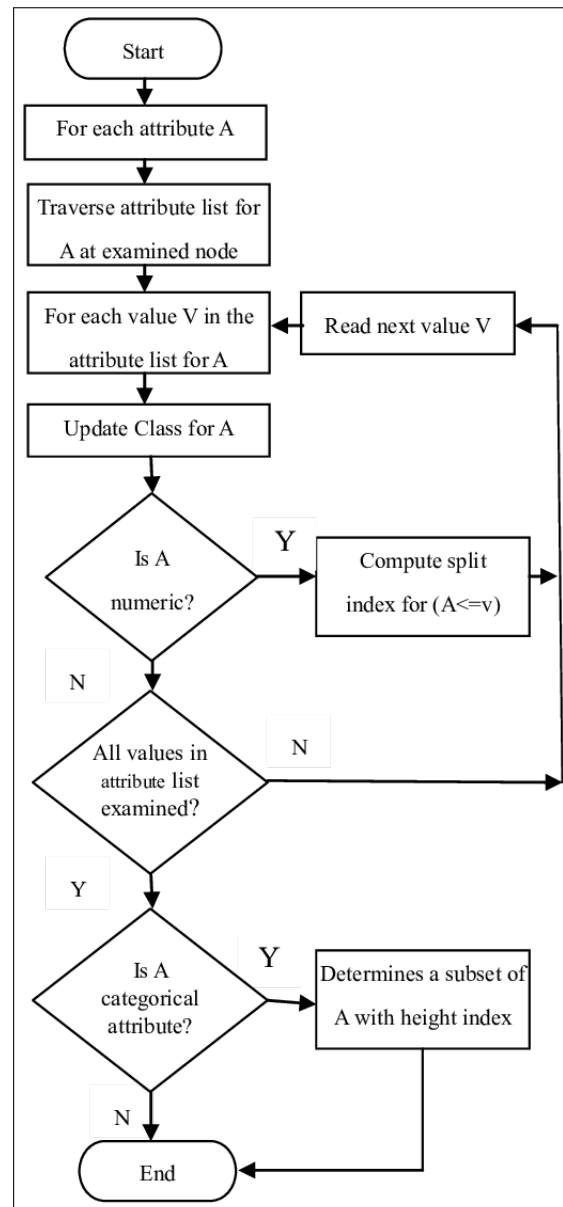 Start
For each attribute A
Traverse attribute list for
A at examined node
For each value V in the
attribute list for A
Read next value V
Update Class for A
Is A
numeric?
Y
Compute split
index for (A<=v)
N
All values in
attribute list
examined?
N
Y
Is A
categorical
attribute?
Y
Determines a subset of
A with height index
N
End